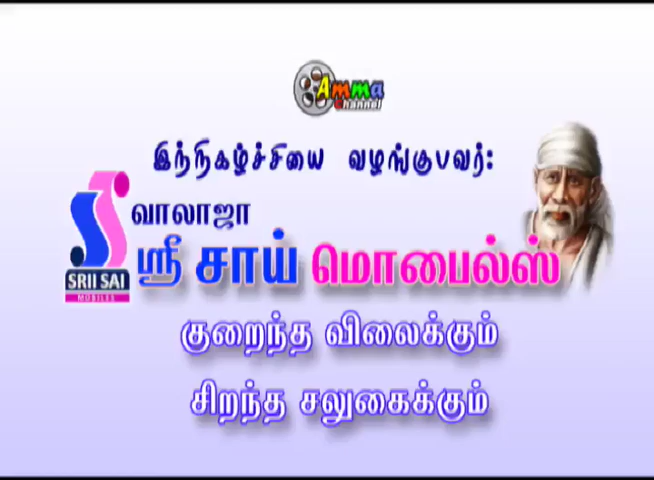 Amma
Channel
இந்நிகழ்ச்சியை வழங்குபவர்:
வாலாஜா
ஸ்ரீ சாய் மொபைல்ஸ்
SRII SAI
MOBILES
குறைந்த விலைக்கும்
சிறந்த சலுகைக்கும்